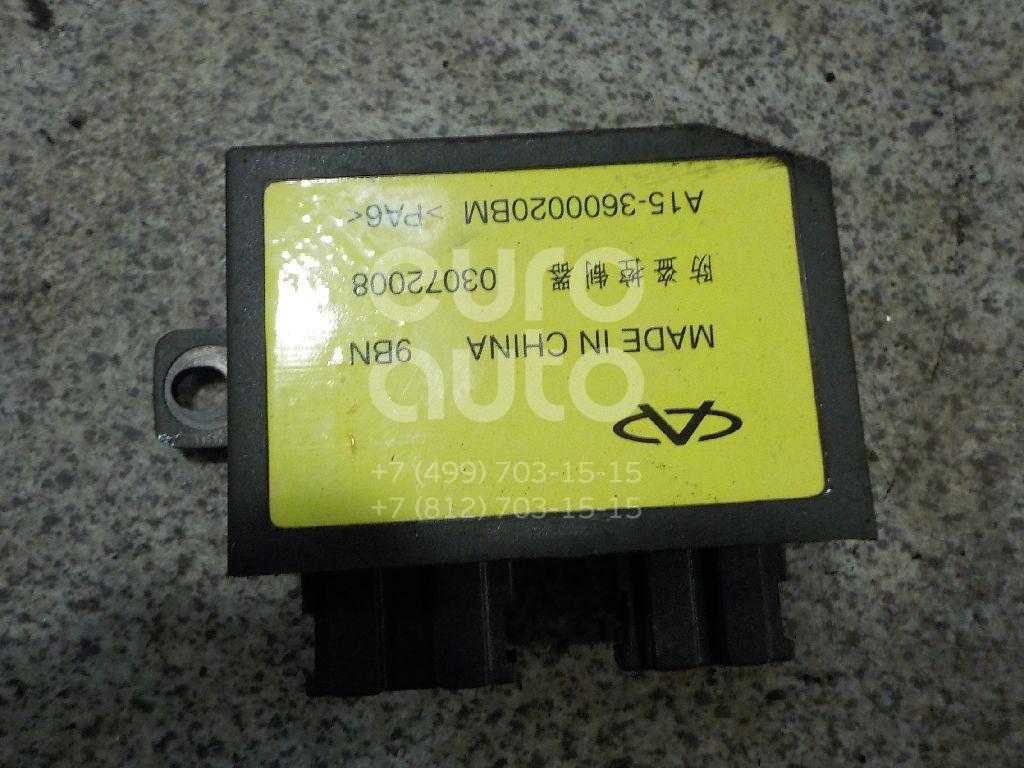 MADE IN CHINA 9BN
防盗控制器 03072008
A15-3600020BM >PA6<
euro
auto
+7 (499) 703-15-15
+7 (812) 703-15-15